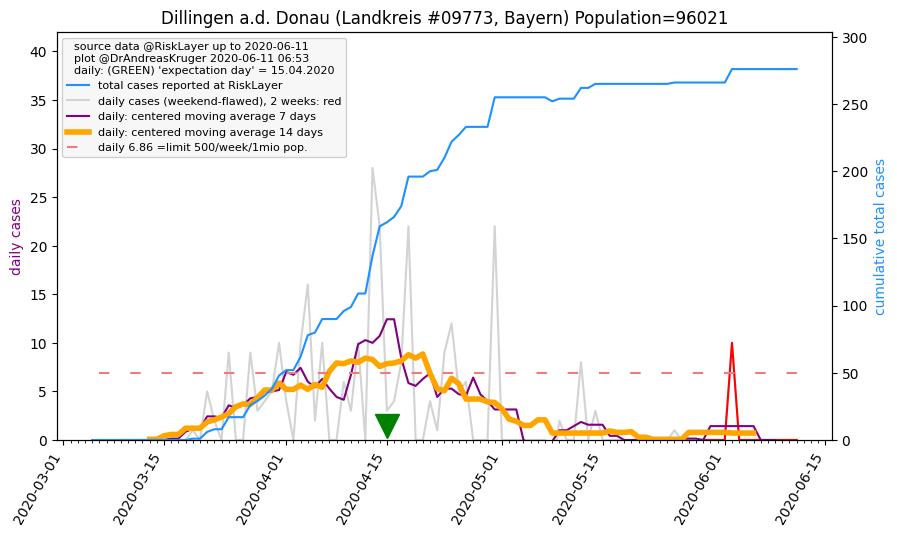 Dillingen a.d. Donau (Landkreis #09773, Bayern) Population=96021
source data @RiskLayer up to 2020-06-11
plot @DrAndreasKruger 2020-06-11 06:53
daily: (GREEN) 'expectation day' = 15.04.2020
total cases reported at RiskLayer
daily cases (weekend-flawed), 2 weeks: red
daily: centered moving average 7 days
daily: centered moving average 14 days
daily 6.86 =limit 500/week/1mio pop.
daily cases
40
35
30
25
20
15
10
5
0
cumulative total cases
300
250
200
150
100
50
0
2020-03-01
2020-03-15
2020-04-01
2020-04-15
2020-05-01
2020-05-15
2020-06-01
2020-06-15